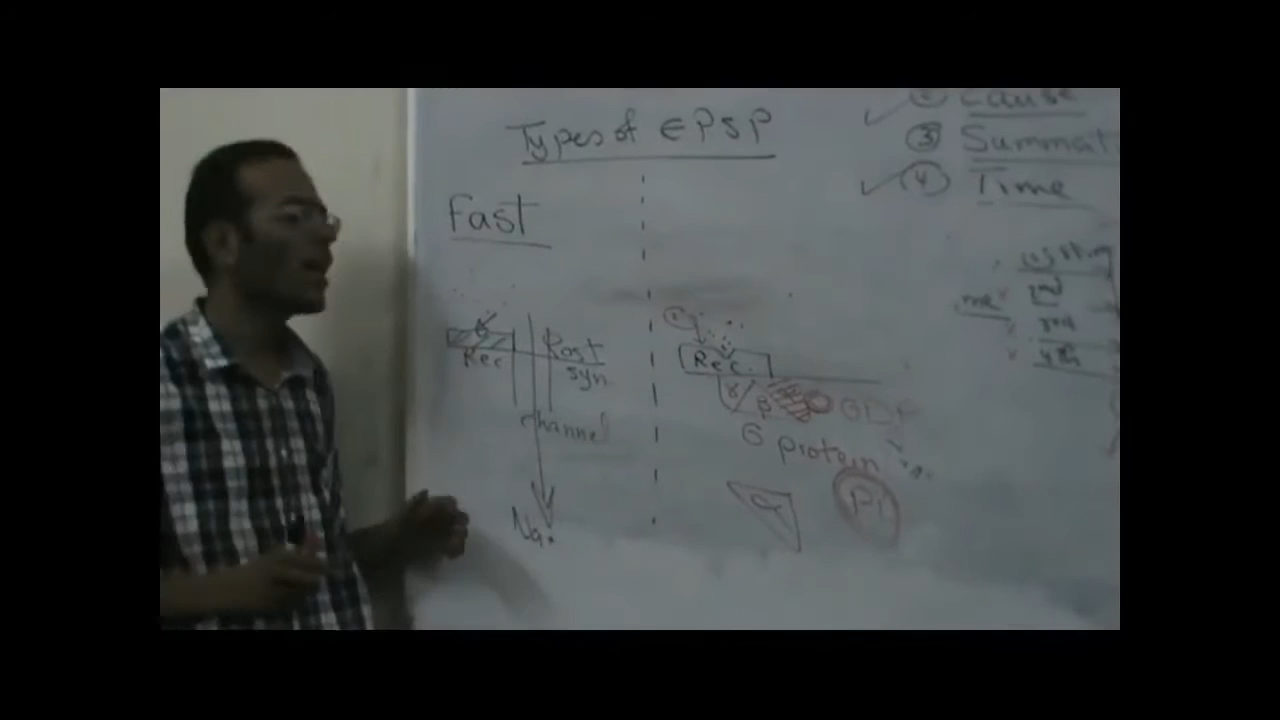 Types of EPSP
Fast
Rec
Post
syn.
channel
Na+
Rec.
γ
β
GDP
G protein
α
Pi
Cause
③ Summat
④ Time